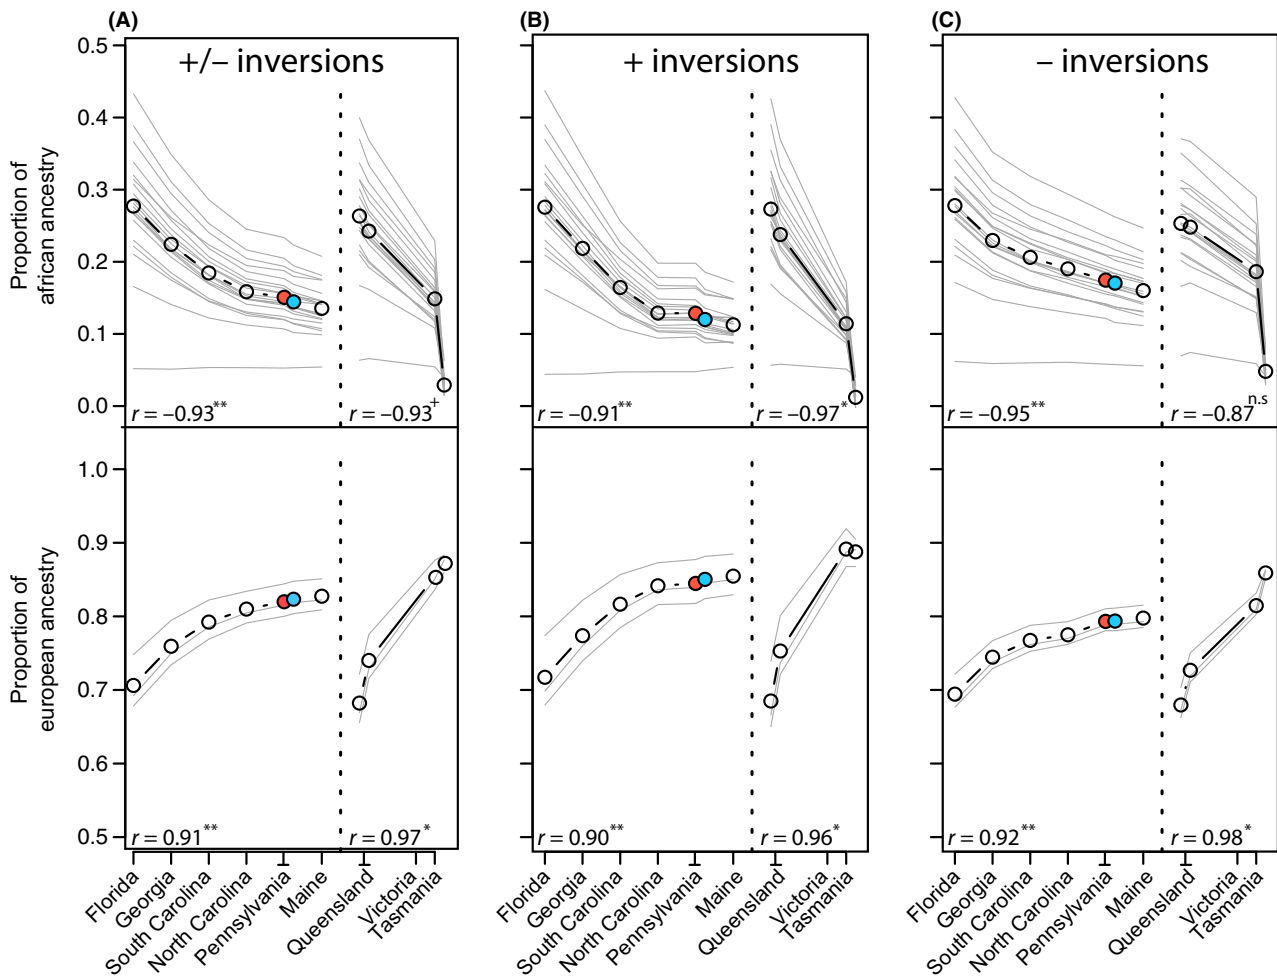 (A)
(B)
(C)
+/– inversions
+ inversions
– inversions
Proportion of
african ancestry
0.5
0.4
0.3
0.2
0.1
0.0
r = –0.93**
r = –0.93+
r = –0.91**
r = –0.97*
r = –0.95**
r = –0.87n.s
Proportion of
european ancestry
1.0
0.9
0.8
0.7
0.6
0.5
r = 0.91**
r = 0.97*
r = 0.90**
r = 0.96*
r = 0.92**
r = 0.98*
Florida
Georgia
South Carolina
North Carolina
Pennsylvania
Maine
Queensland
Victoria
Tasmania
Florida
Georgia
South Carolina
North Carolina
Pennsylvania
Maine
Queensland
Victoria
Tasmania
Florida
Georgia
South Carolina
North Carolina
Pennsylvania
Maine
Queensland
Victoria
Tasmania